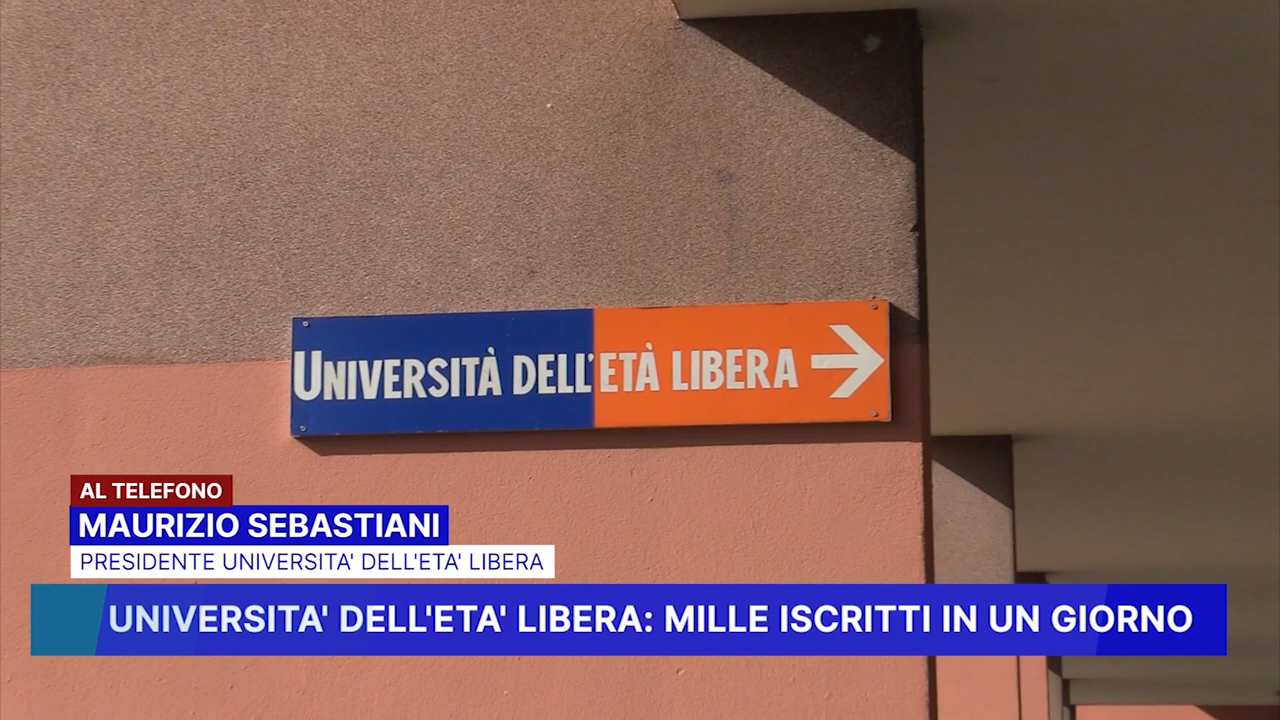 UNIVERSITÀ DELL'ETÀ LIBERA
AL TELEFONO
MAURIZIO SEBASTIANI
PRESIDENTE UNIVERSITA' DELL'ETA' LIBERA
UNIVERSITA' DELL'ETA' LIBERA: MILLE ISCRITTI IN UN GIORNO